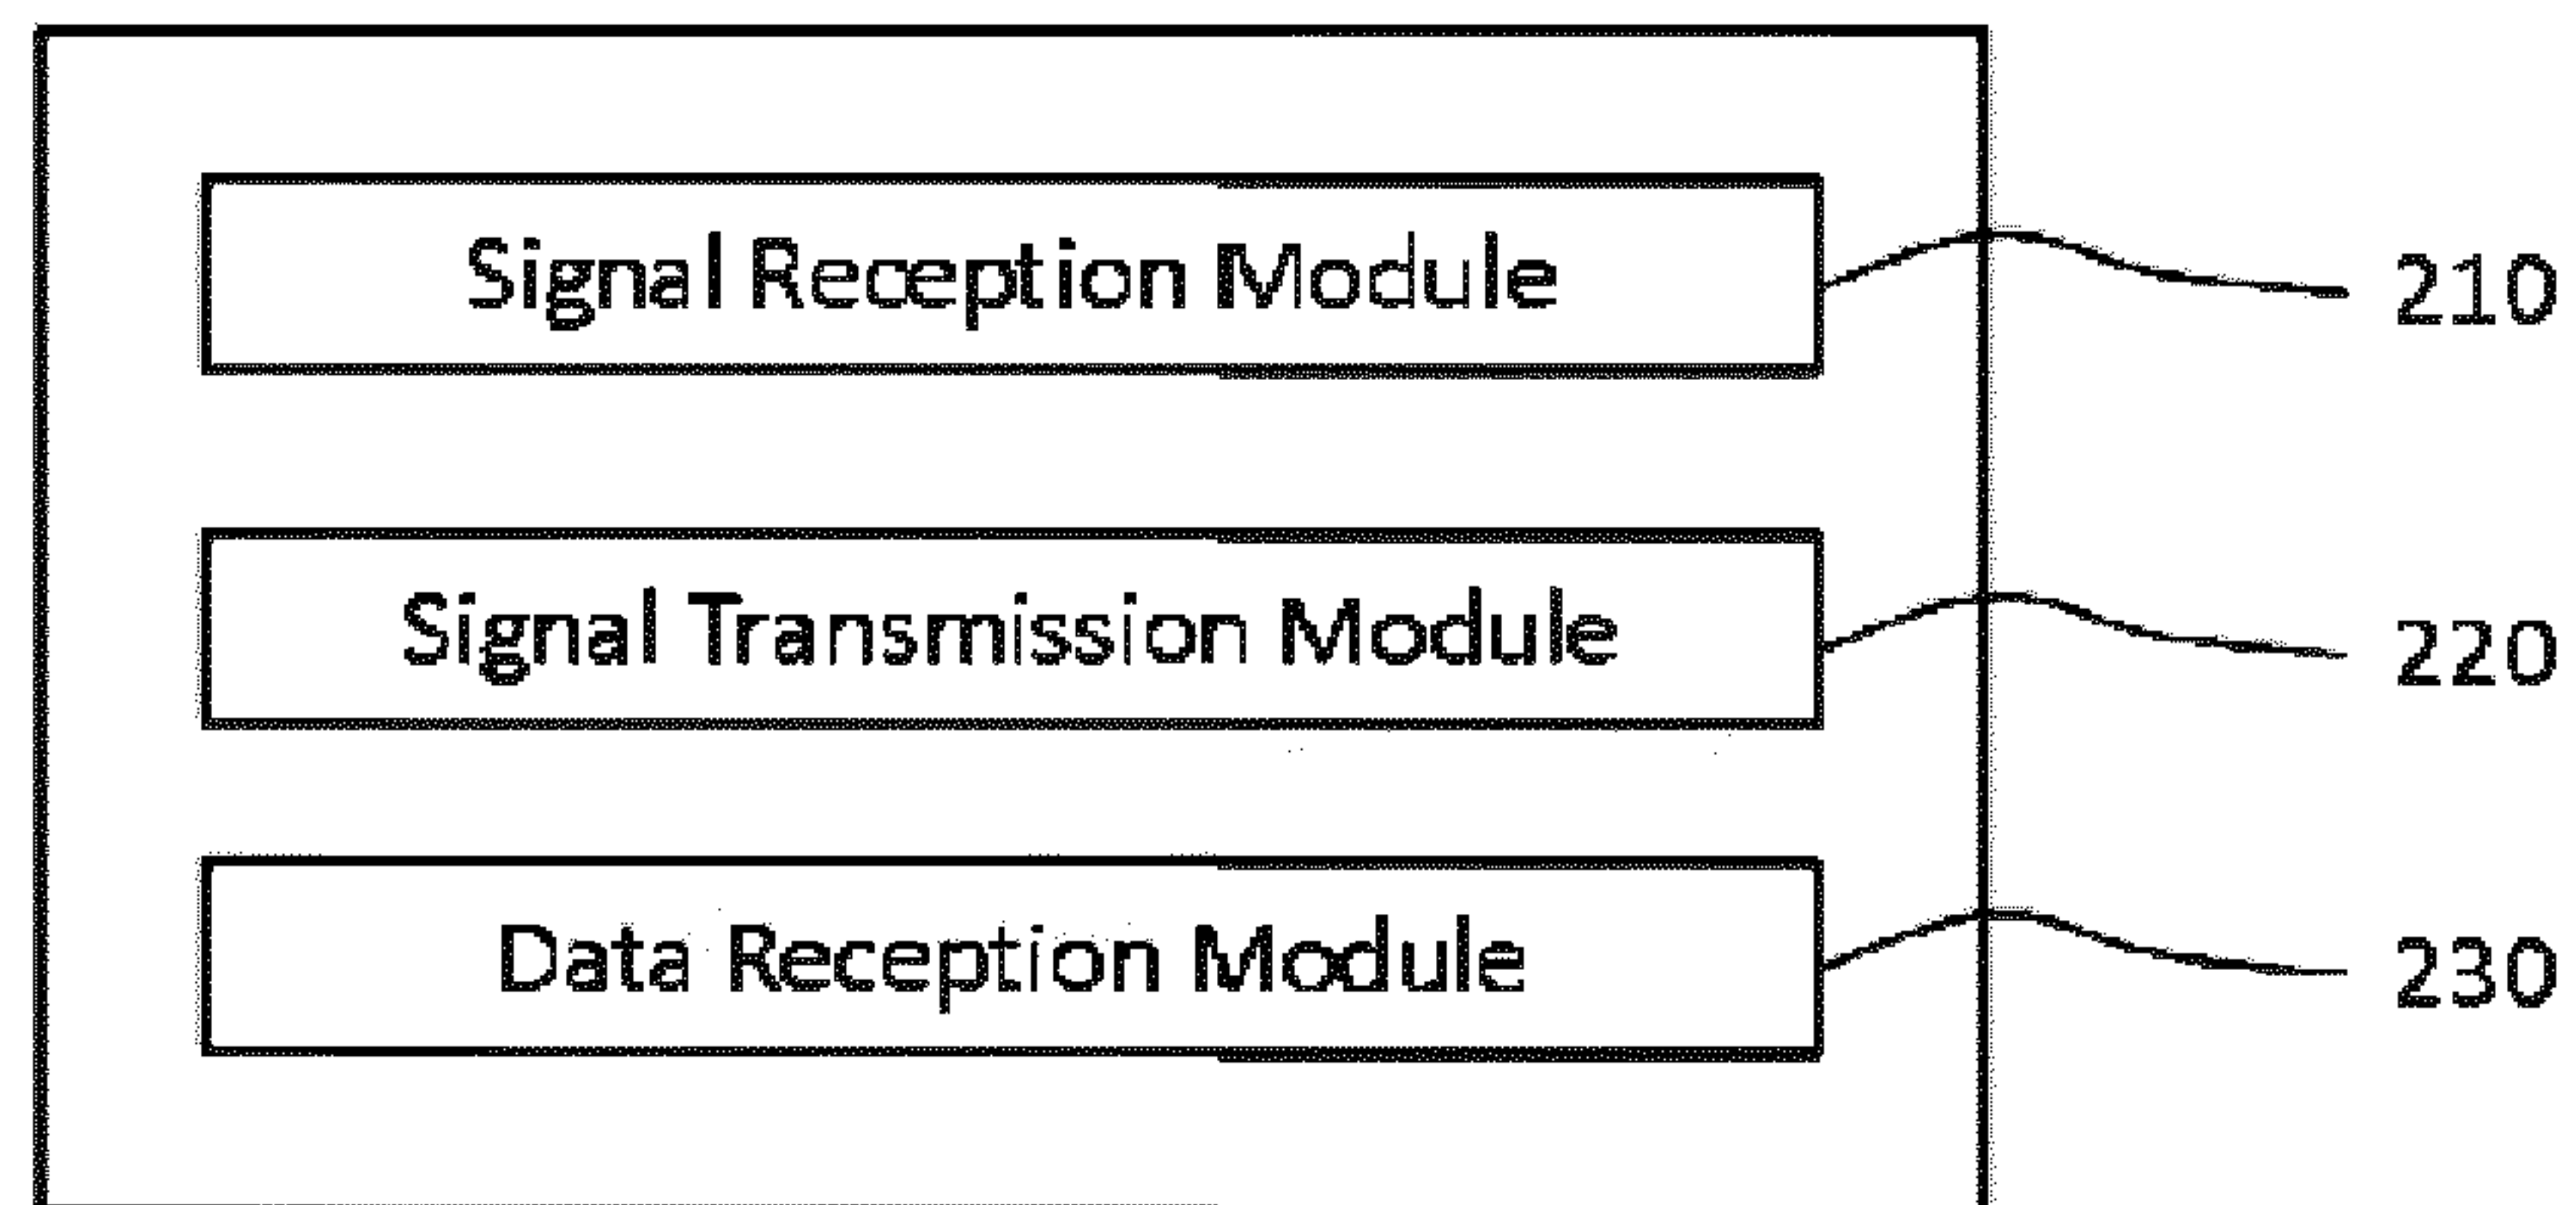 Signal Reception Module 210
Signal Transmission Module 220
Data Reception Module 230